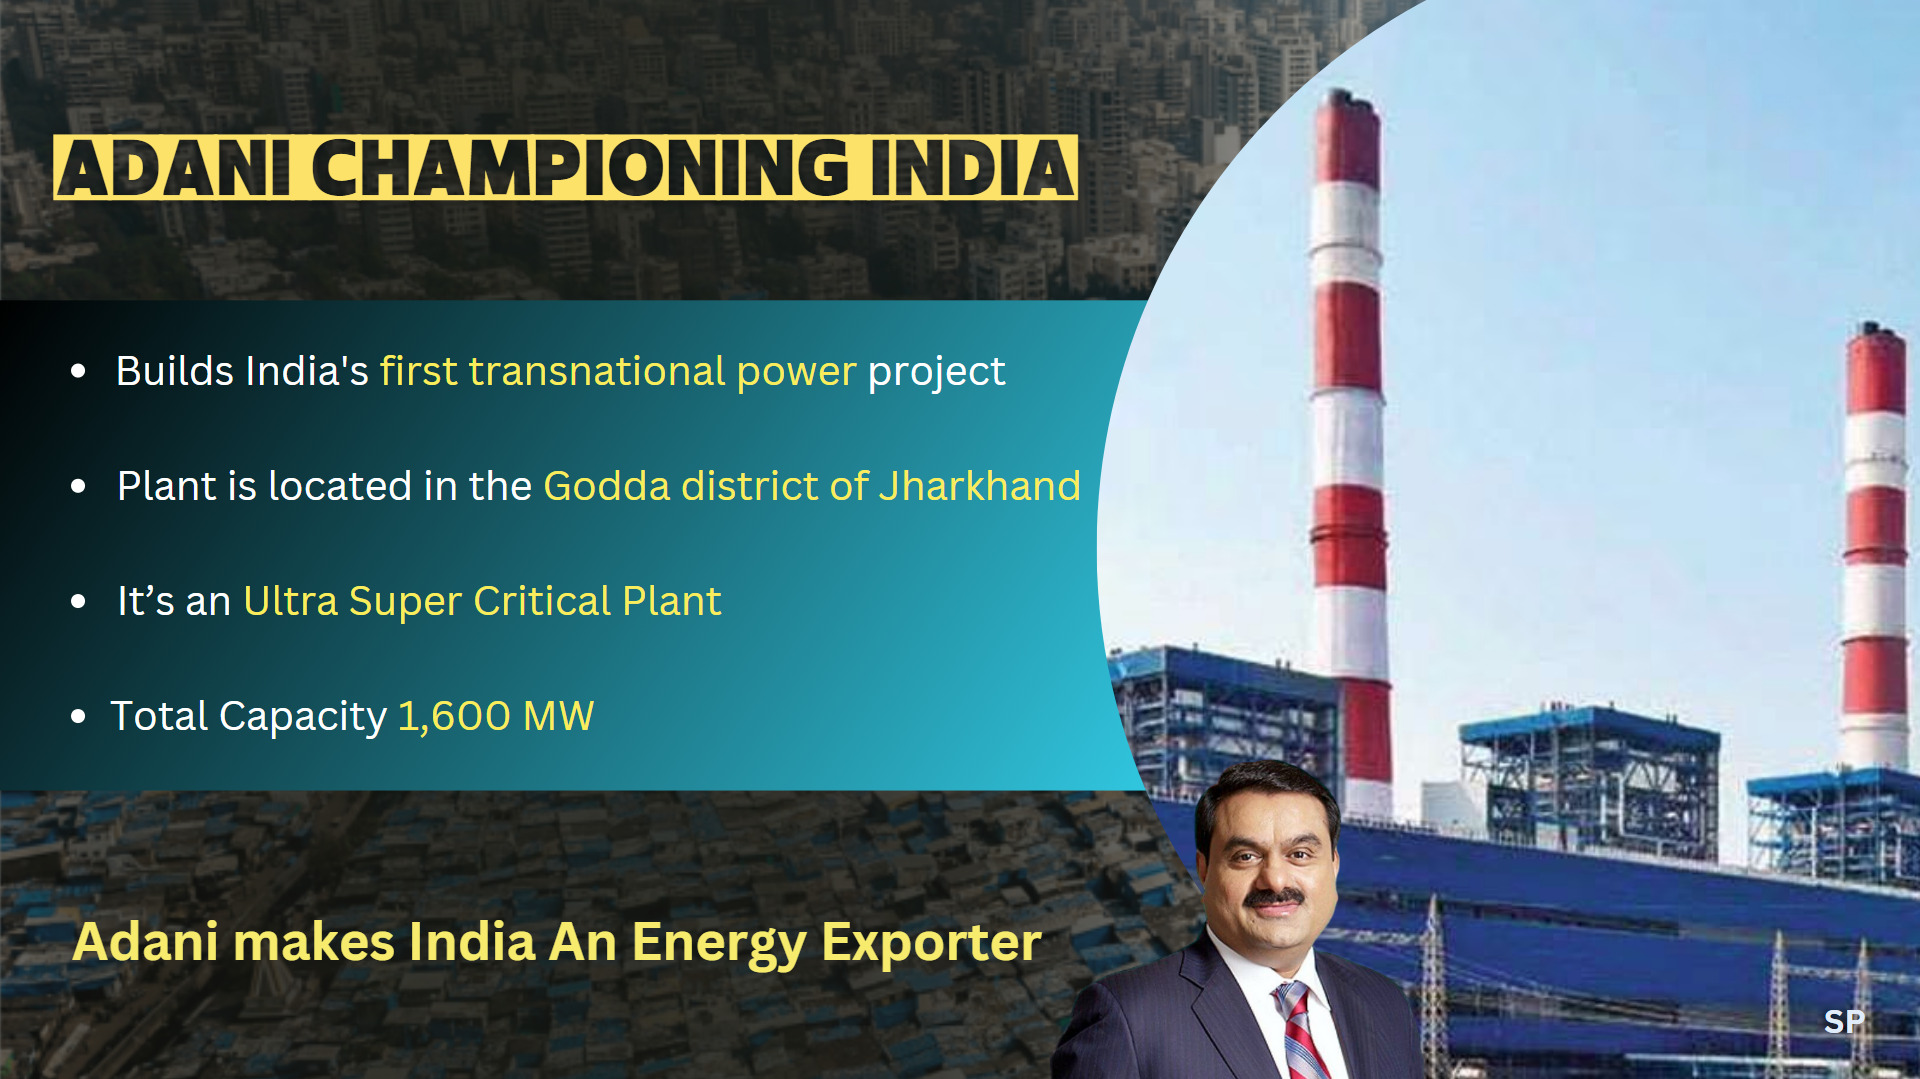 ADANI CHAMPIONING INDIA
• Builds India's first transnational power project
• Plant is located in the Godda district of Jharkhand
• It’s an Ultra Super Critical Plant
• Total Capacity 1,600 MW
Adani makes India An Energy Exporter
SP